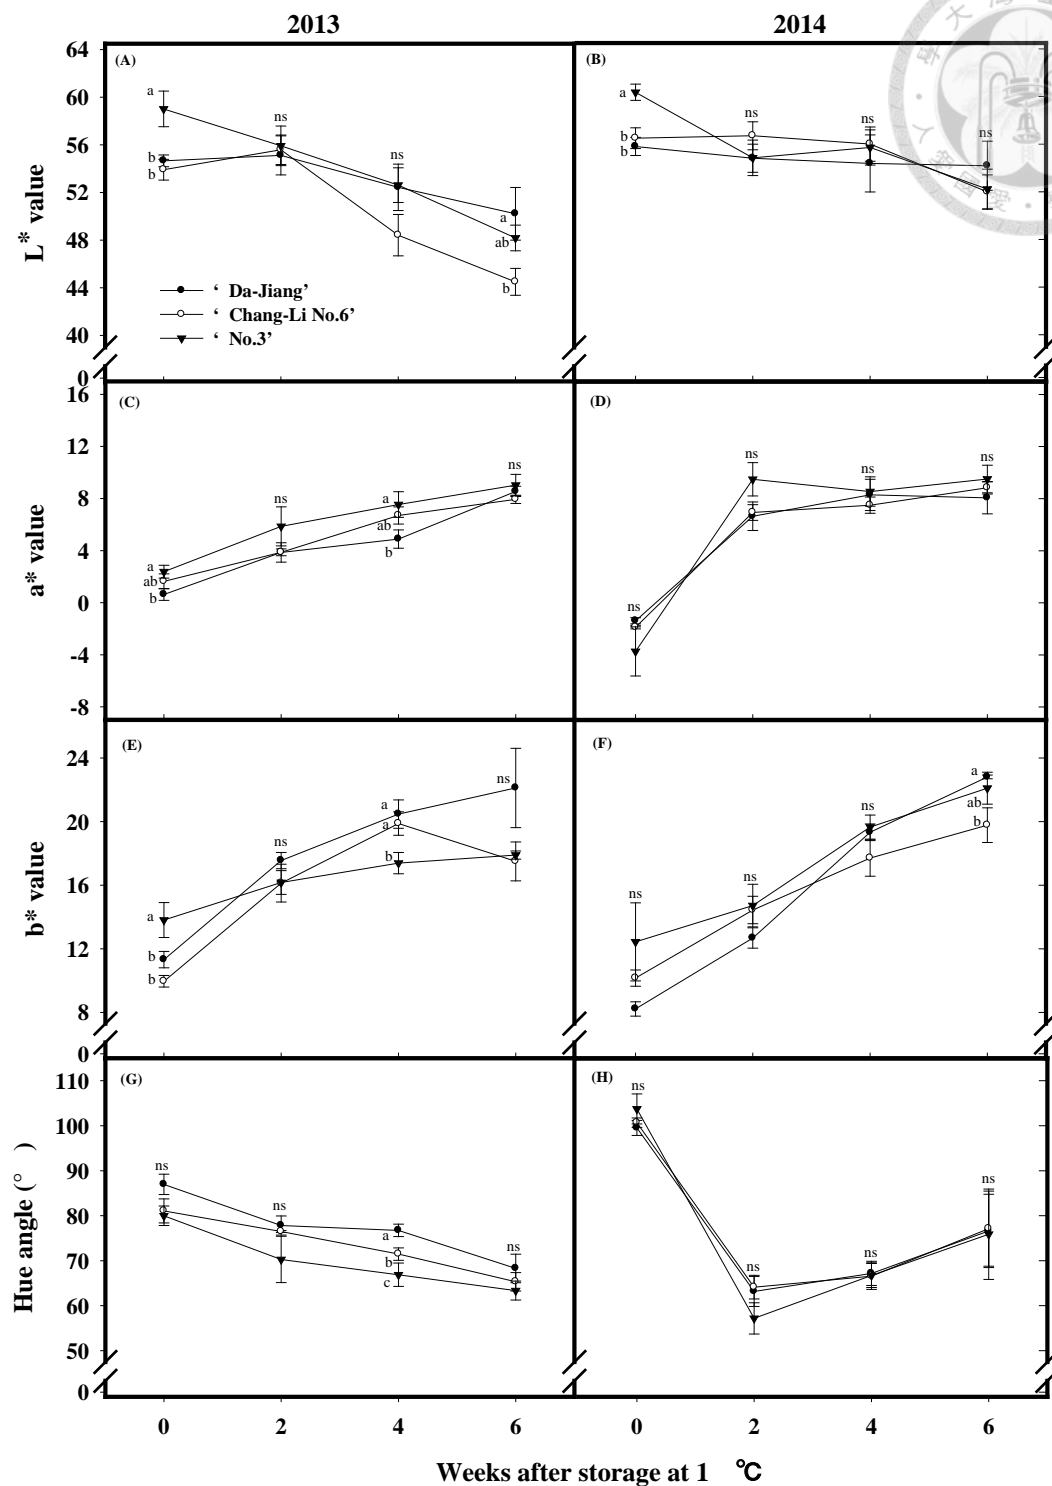 2013 2014
(A) (B)
64
60
56
52
48
44
40
0
L* value
a
b
b
ns
ns
a
ab
b
a
b
b
ns
ns
ns
‘ Da-Jiang’
‘ Chang-Li No.6’
‘ No.3’
(C) (D)
16
12
8
4
0
-4
-8
a* value
a
ab
b
ns
a
ab
b
ns
ns
ns
ns
ns
(E) (F)
24
20
16
12
8
0
b* value
a
b
b
ns
a
a
b
ns
ns
ns
ns
a
ab
b
(G) (H)
110
100
90
80
70
60
50
0
Hue angle (° )
ns
ns
a
b
c
ns
ns
ns
ns
ns
0 2 4 6 0 2 4 6
Weeks after storage at 1 °C
大
學
國